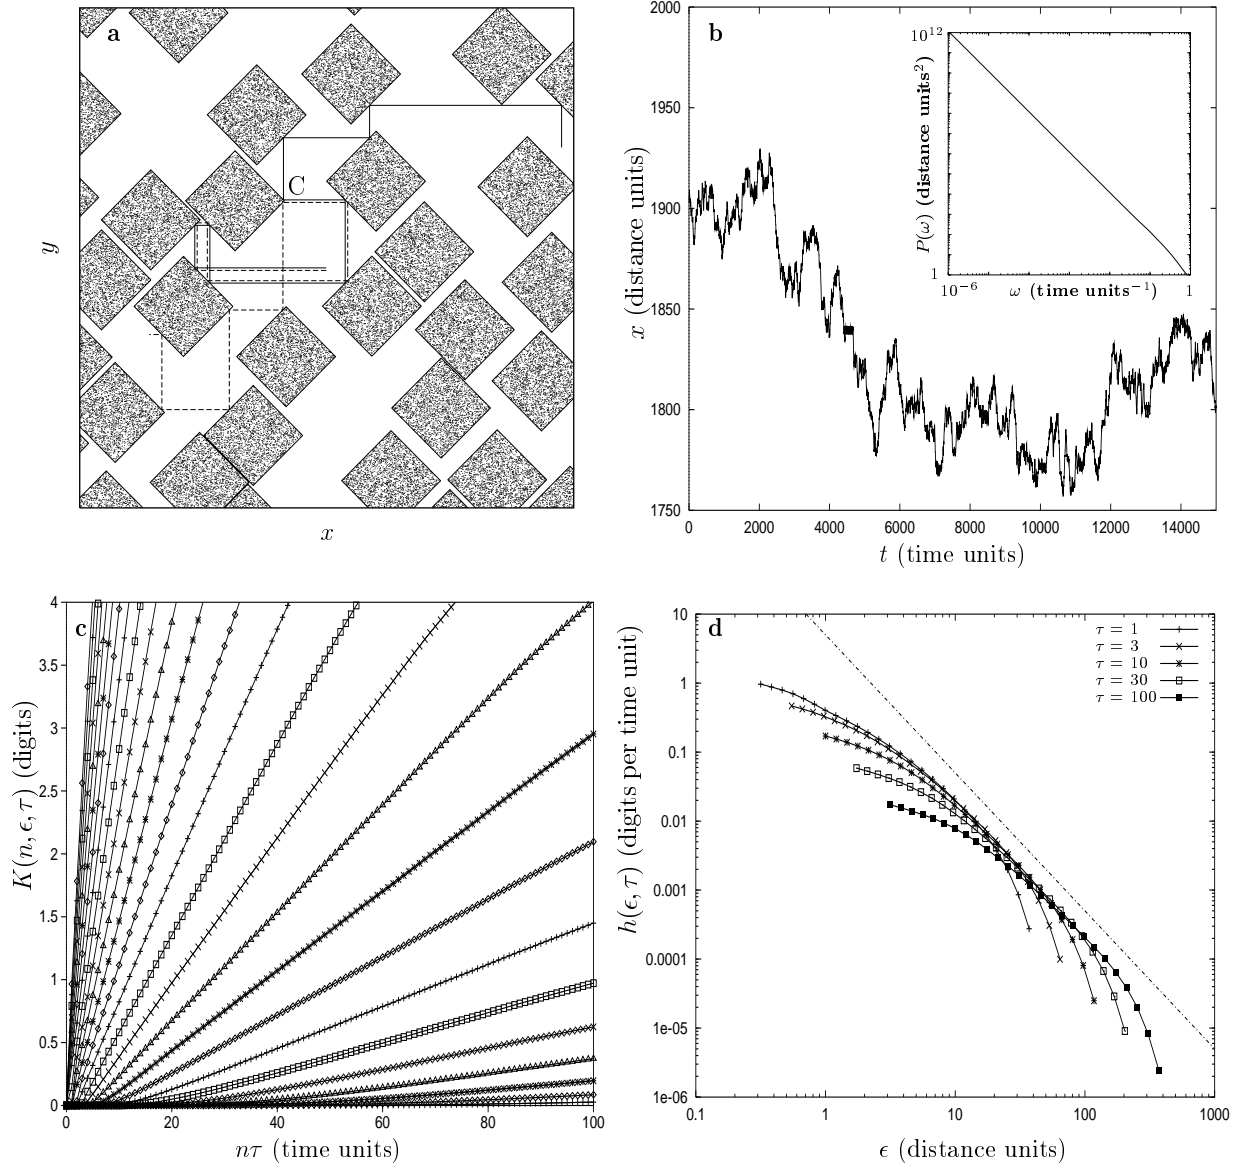 a
C
y
x
b
2000
1950
1900
1850
1800
1750
x (distance units)
0 2000 4000 6000 8000 10000 12000 14000
t (time units)
10^12
1
P(ω) (distance units²)
10^−6 1
ω (time units^−1)
c
4
3.5
3
2.5
2
1.5
1
0.5
0
K(n, ϵ, τ) (digits)
0 20 40 60 80 100
nτ (time units)
d
τ = 1
τ = 3
τ = 10
τ = 30
τ = 100
10
1
0.1
0.01
0.001
0.0001
1e-05
1e-06
h(ϵ, τ) (digits per time unit)
0.1 1 10 100 1000
ϵ (distance units)